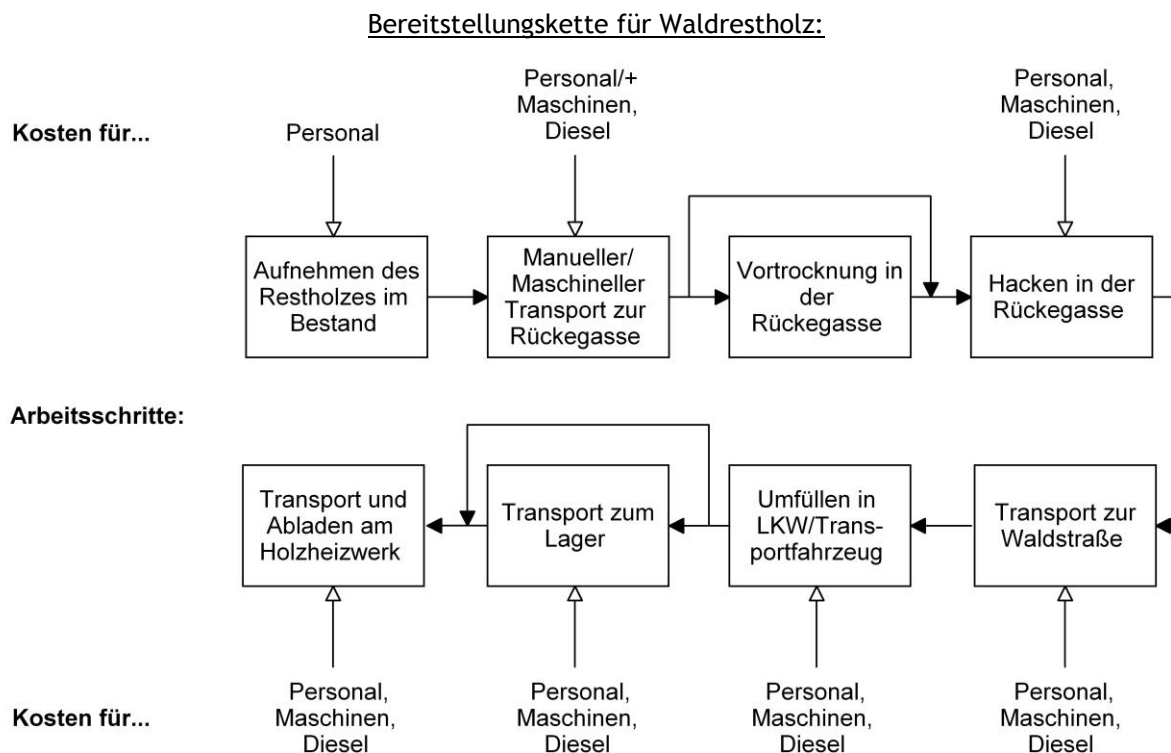 Bereitstellungskette für Waldrestholz:
Kosten für...
Personal
Personal/+
Maschinen,
Diesel
Personal,
Maschinen,
Diesel
Aufnehmen des
Restholzes im
Bestand
Manueller/
Maschineller
Transport zur
Rückegasse
Vortrocknung in
der
Rückegasse
Hacken in der
Rückegasse
Arbeitsschritte:
Transport und
Abladen am
Holzheizwerk
Transport zum
Lager
Umfüllen in
LKW/Trans-
portfahrzeug
Transport zur
Waldstraße
Kosten für...
Personal,
Maschinen,
Diesel
Personal,
Maschinen,
Diesel
Personal,
Maschinen,
Diesel
Personal,
Maschinen,
Diesel